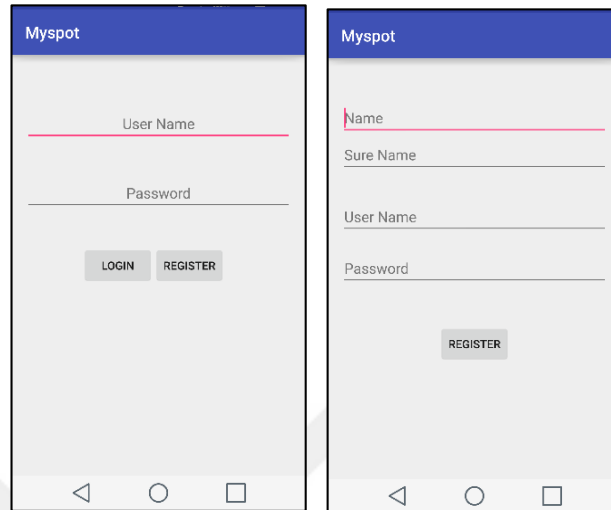 Myspot
User Name
Password
LOGIN REGISTER
Myspot
Name
Sure Name
User Name
Password
REGISTER